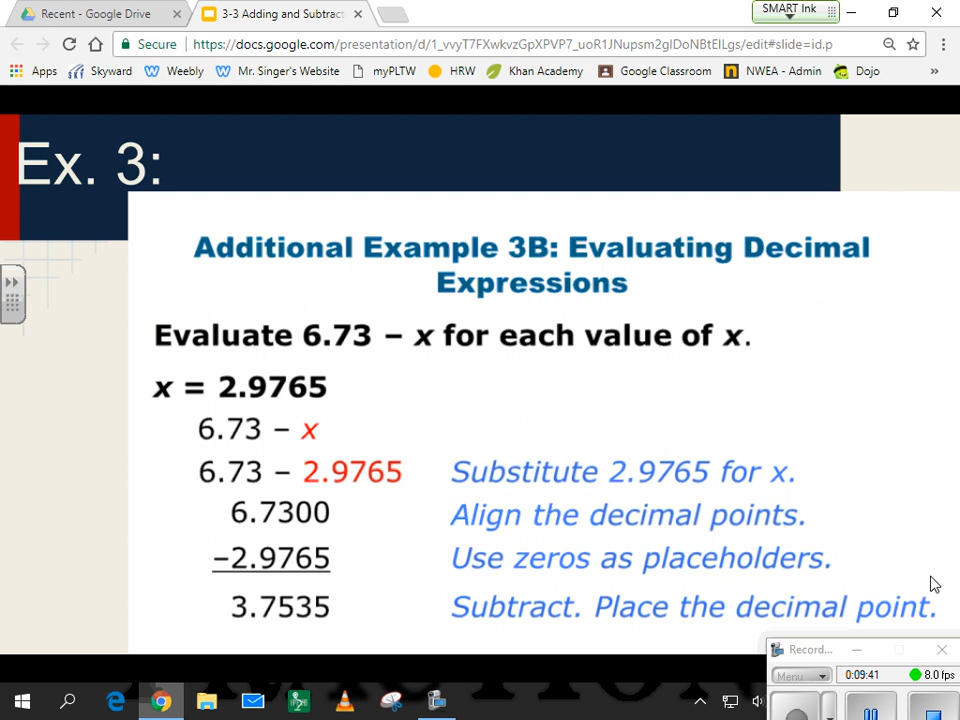 Recent - Google Drive
3-3 Adding and Subtract
SMART Ink
Secure
https://docs.google.com/presentation/d/1_vvyT7FXwkvzGpXPVP7_uoR1JNupsm2glDoNBtElLgs/edit#slide=id.p
Apps Skyward Weebly Mr. Singer's Website myPLTW HRW Khan Academy Google Classroom NWEA - Admin Dojo »
Ex. 3:
Additional Example 3B: Evaluating Decimal
Expressions
Evaluate 6.73 – x for each value of x.
x = 2.9765
6.73 – x
6.73 – 2.9765 Substitute 2.9765 for x.
6.7300 Align the decimal points.
–2.9765 Use zeros as placeholders.
3.7535 Subtract. Place the decimal point.
Record...
Menu 0:09:41 8.0 fps